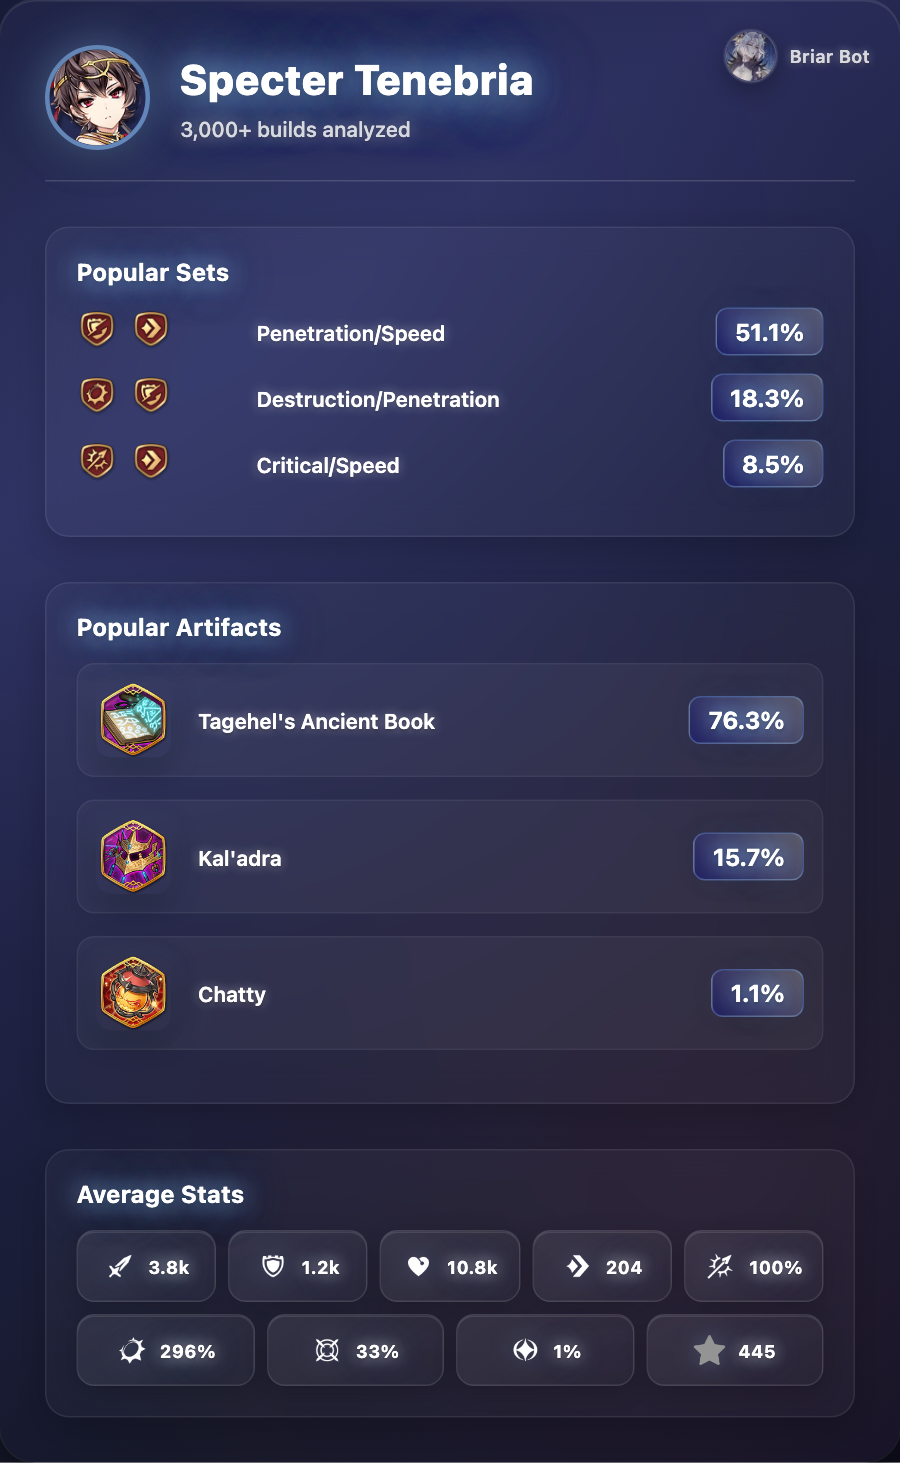 Specter Tenebria
3,000+ builds analyzed
Briar Bot
Popular Sets
Penetration/Speed
51.1%
Destruction/Penetration
18.3%
Critical/Speed
8.5%
Popular Artifacts
Tagehel's Ancient Book
76.3%
Kal'adra
15.7%
Chatty
1.1%
Average Stats
3.8k
1.2k
10.8k
204
100%
296%
33%
1%
445